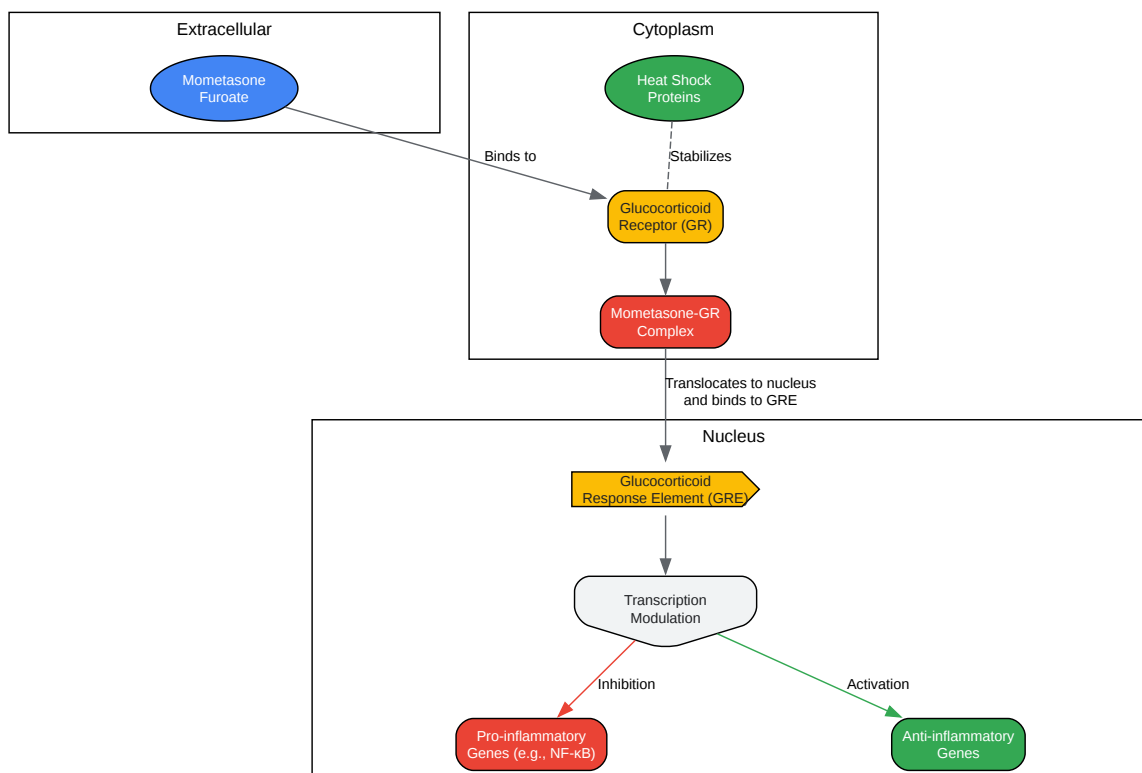 Extracellular
Cytoplasm
Mometasone
Furoate
Heat Shock
Proteins
Binds to
Stabilizes
Glucocorticoid
Receptor (GR)
Mometasone-GR
Complex
Translocates to nucleus
and binds to GRE
Nucleus
Glucocorticoid
Response Element (GRE)
Transcription
Modulation
Inhibition
Activation
Pro-inflammatory
Genes (e.g., NF-κB)
Anti-inflammatory
Genes